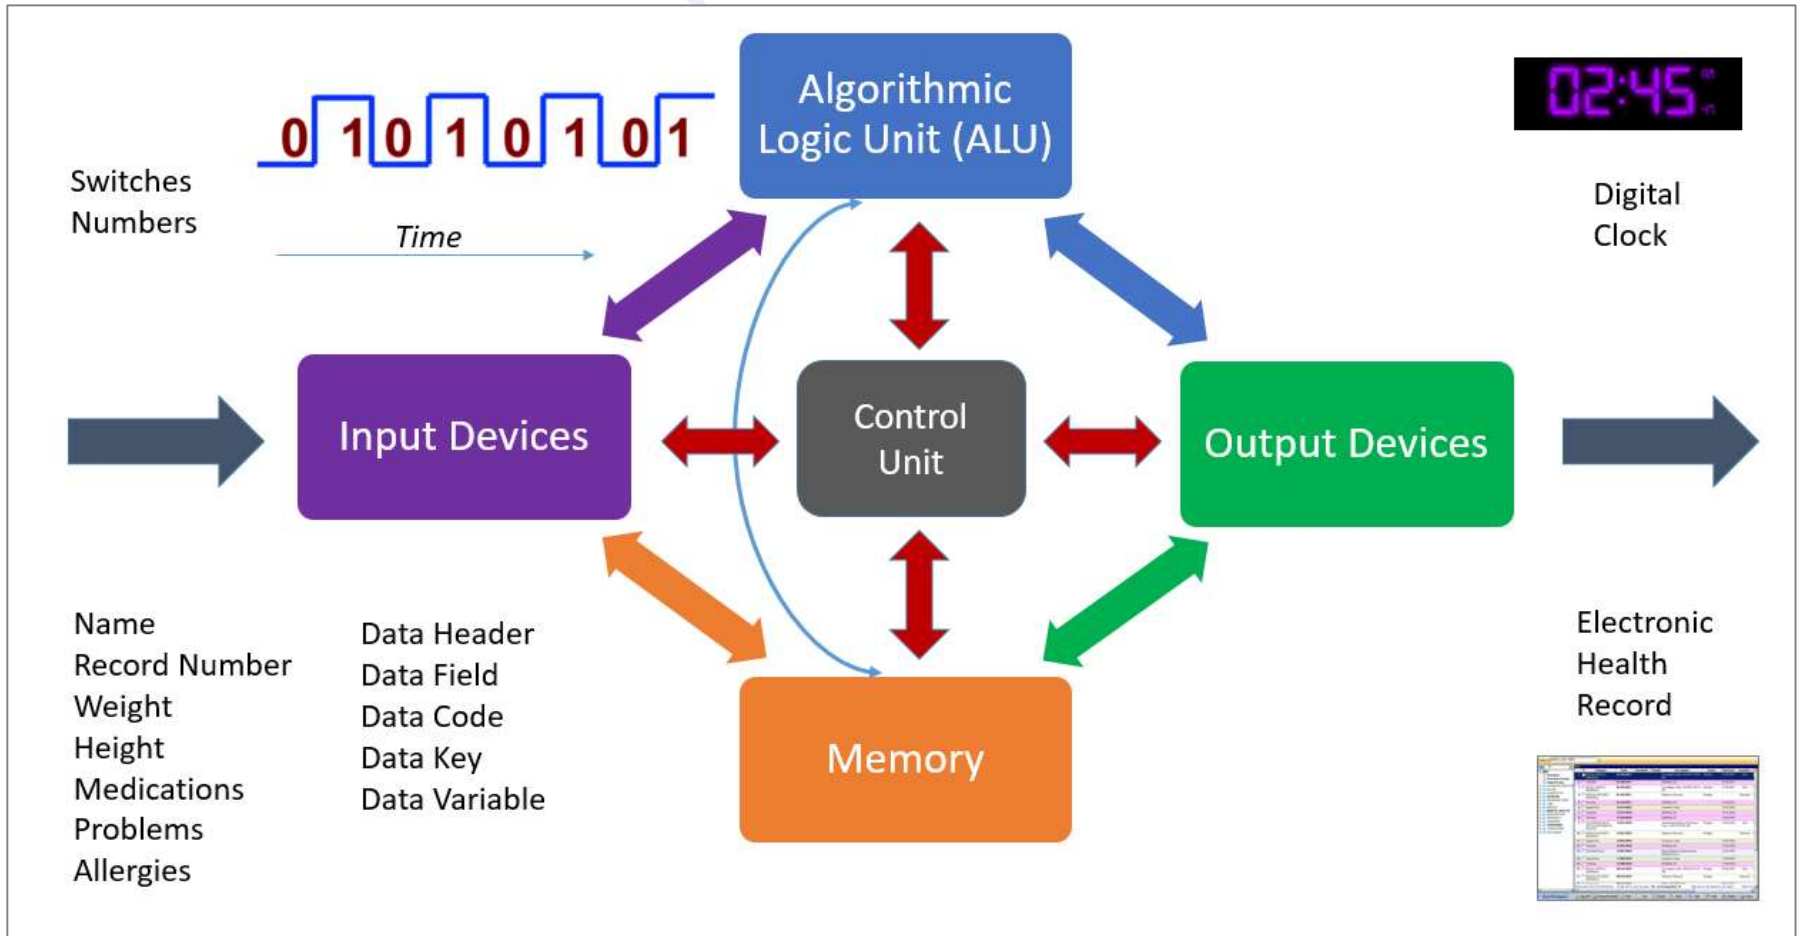 Algorithmic
Logic Unit (ALU)
0 1 0 1 0 1 0 1
02:45
Switches
Numbers
Time
Digital
Clock
Input Devices
Control
Unit
Output Devices
Name
Record Number
Weight
Height
Medications
Problems
Allergies
Data Header
Data Field
Data Code
Data Key
Data Variable
Memory
Electronic
Health
Record